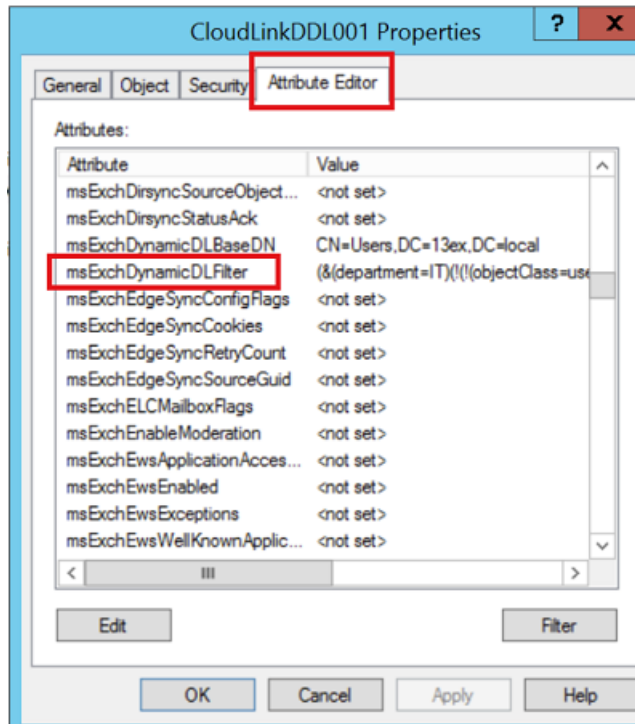 CloudLinkDDL001 Properties
? X
General Object Security Attribute Editor
Attributes:
Attribute Value
msExchDirsyncSourceObject... <not set>
msExchDirsyncStatusAck <not set>
msExchDynamicDLBaseDN CN=Users,DC=13ex,DC=local
msExchDynamicDLFilter (&(department=IT)(!(!(objectClass=use
msExchEdgeSyncConfigFlags <not set>
msExchEdgeSyncCookies <not set>
msExchEdgeSyncRetryCount <not set>
msExchEdgeSyncSourceGuid <not set>
msExchELCMailboxFlags <not set>
msExchEnableModeration <not set>
msExchEwsApplicationAcces... <not set>
msExchEwsEnabled <not set>
msExchEwsExceptions <not set>
msExchEwsWellKnownApplic... <not set>
Edit Filter
OK Cancel Apply Help